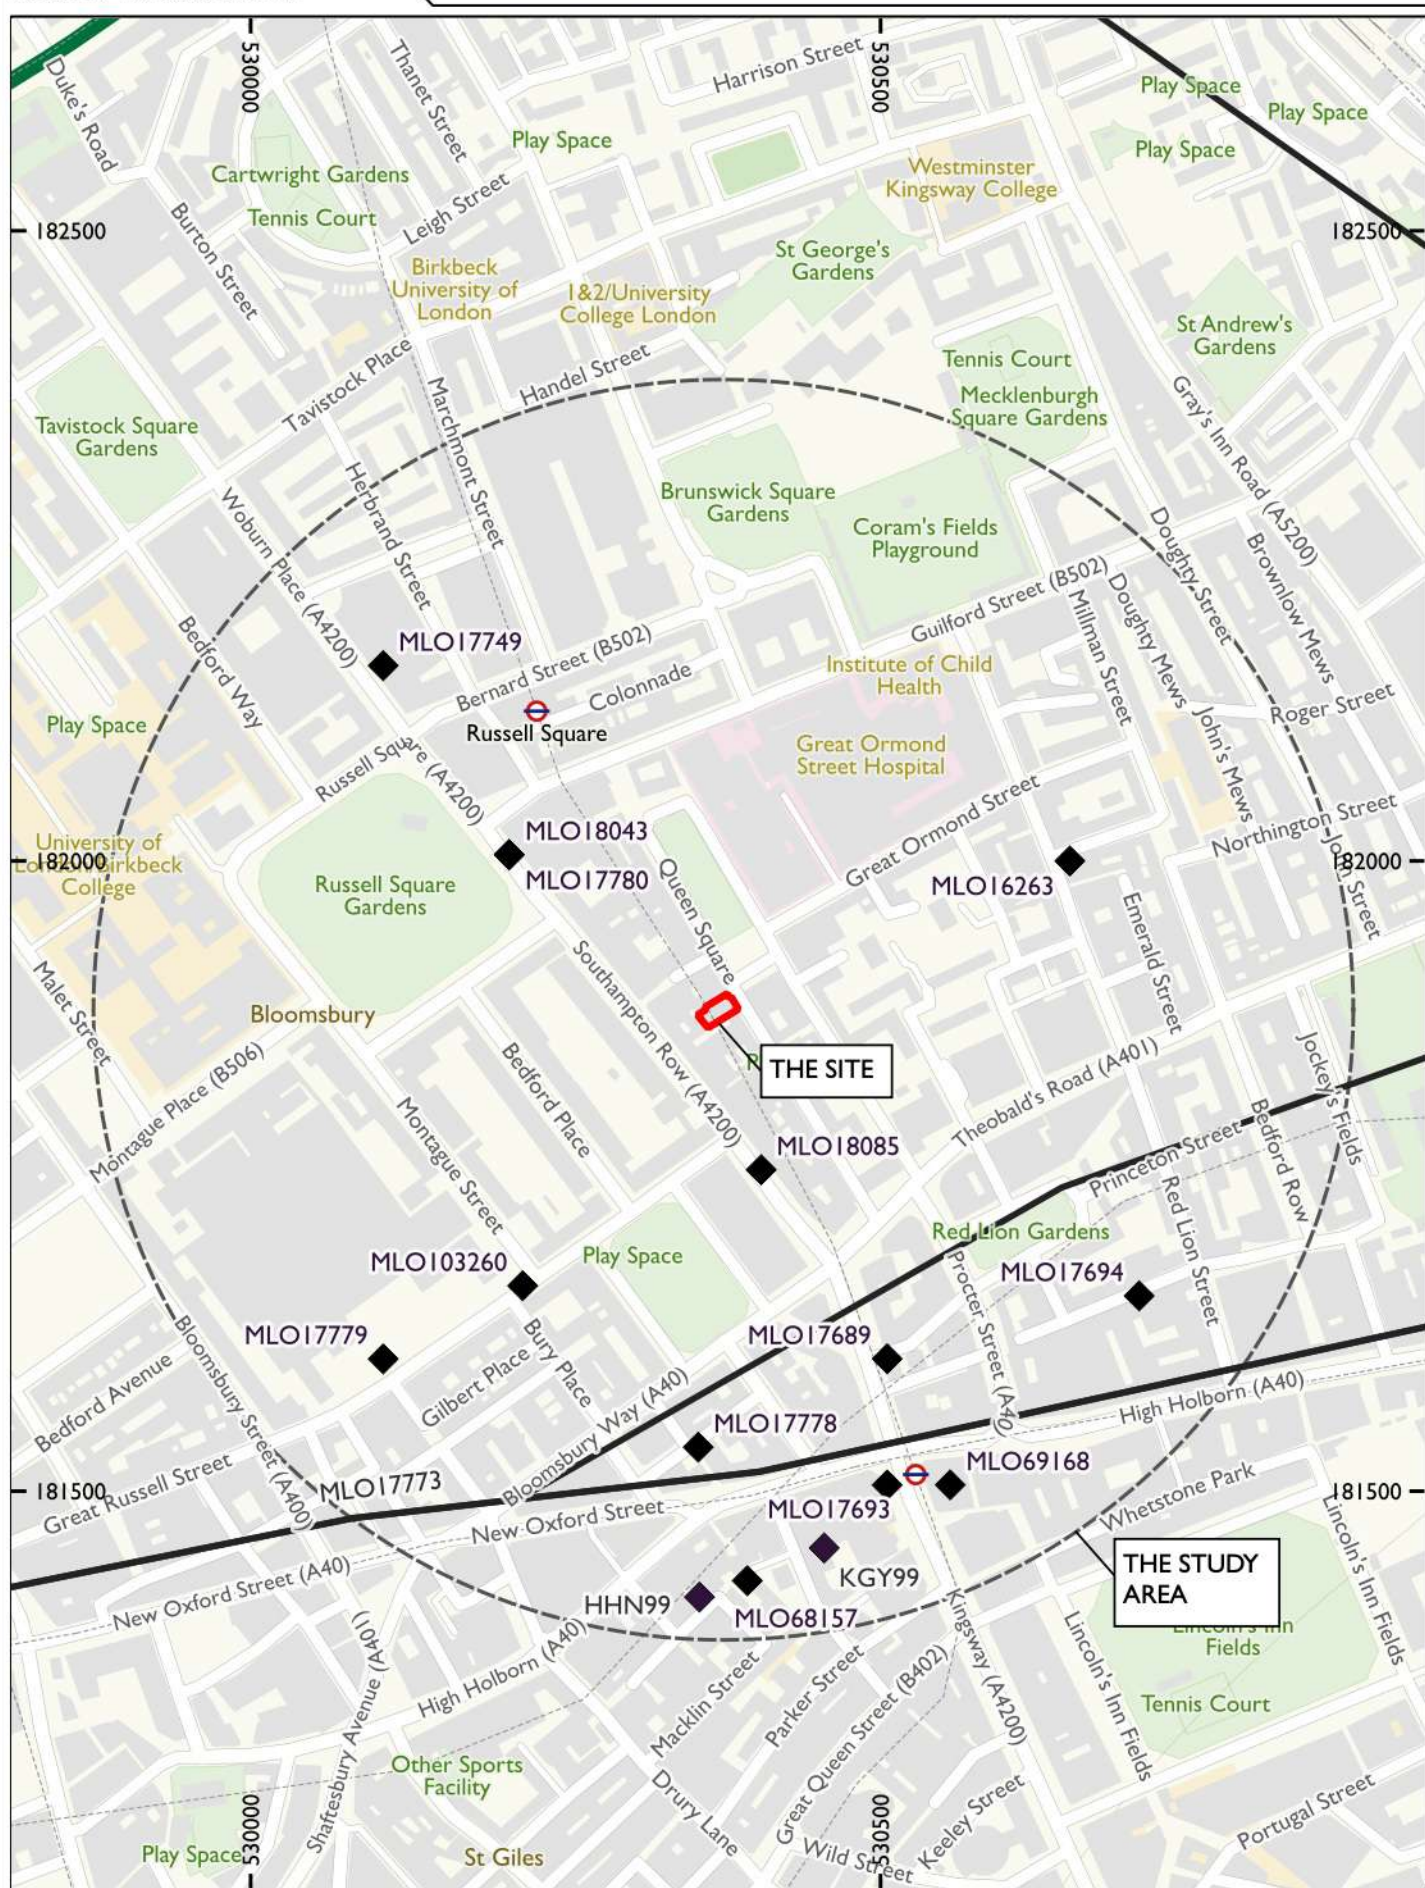 530000
530500
Duke's Road
Thanet Street
Harrison Street
Play Space
Play Space
Play Space
Play Space
Cartwright Gardens
Tennis Court
Leigh Street
Westminster
Kingsway College
182500
182500
Burton Street
Birkbeck
University of
London
1&2/University
College London
St George's
Gardens
St Andrew's
Gardens
Tavistock Place
Handel Street
Tennis Court
Mecklenburgh
Square Gardens
Tavistock Square
Gardens
Marchmont Street
Gray's Inn Road (A5200)
Herbrand Street
Woburn Place (A4200)
Brunswick Square
Gardens
Coram's Fields
Playground
Doughty Street
Brownlow Mews
Bedford Way
Guilford Street (B502)
Millman Street
Doughty Mews
MLO17749
Bernard Street (B502)
Colonnade
Institute of Child
Health
Roger Street
Play Space
Russell Square
Russell Square (A4200)
Great Ormond
Street Hospital
John's Mews
Great Ormond Street
Northington Street
John Street
University of
London Birkbeck
College
182000
182000
MLO18043
MLO17780
Russell Square
Gardens
Queen Square
MLO16263
Emerald Street
Malet Street
Southampton Row (A4200)
Bloomsbury
THE SITE
Montague Place (B506)
Bedford Place
Montague Street
Theobald's Road (A401)
Jockey's Fields
Bedford Row
MLO18085
Princeton Street
Red Lion Street
Red Lion Gardens
Play Space
MLO103260
MLO17694
Procter Street (A40)
MLO17779
MLO17689
Bury Place
Gilbert Place
Bedford Avenue
Bloomsbury Street (A400)
Bloomsbury Way (A40)
High Holborn (A40)
MLO17778
Great Russell Street
MLO17773
MLO69168
181500
181500
New Oxford Street
MLO17693
Whetstone Park
Lincoln's Inn Fields
New Oxford Street (A40)
KGY99
THE STUDY
AREA
HHN99
MLO68157
Lincoln's Inn
Fields
High Holborn (A40)
Shaftesbury Avenue (A401)
Macklin Street
Parker Street
Great Queen Street (B402)
Kingsway (A4200)
Lincoln's Inn Fields
Tennis Court
Other Sports
Facility
Drury Lane
Keeley Street
Portugal Street
Wild Street
Play Space
St Giles
530000
530500